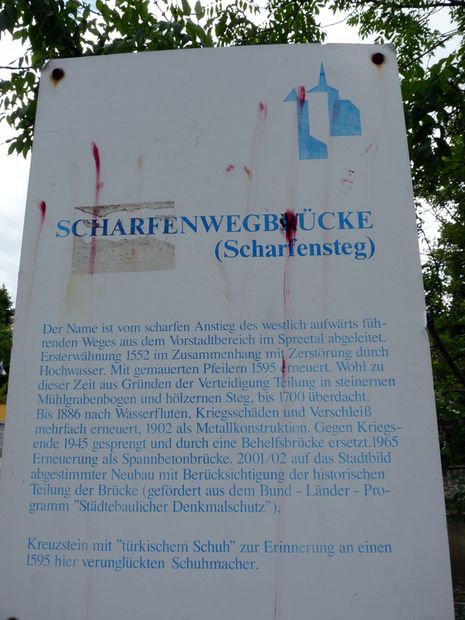 SCHARFENWEGBRÜCKE
(Scharfensteg)
Der Name ist vom scharfen Anstieg des westlich aufwärts füh-
renden Weges aus dem Vorstadtbereich im Spreetal abgeleitet.
Ersterwähnung 1552 im Zusammenhang mit Zerstörung durch
Hochwasser. Mit gemauerten Pfeilern 1595 erneuert. Wohl zu
dieser Zeit aus Gründen der Verteidigung Teilung in steinernen
Mühlgrabenbogen und hölzernen Steg, bis 1700 überdacht.
Bis 1886 nach Wasserfluten, Kriegsschäden und Verschleiß
mehrfach erneuert, 1902 als Metallkonstruktion. Gegen Kriegs-
ende 1945 gesprengt und durch eine Behelfsbrücke ersetzt.1965
Erneuerung als Spannbetonbrücke. 2001/02 auf das Stadtbild
abgestimmter Neubau mit Berücksichtigung der historischen
Teilung der Brücke (gefördert aus dem Bund - Länder - Pro-
gramm "Städtebaulicher Denkmalschutz").
Kreuzstein mit "türkischem Schuh" zur Erinnerung an einen
1595 hier verunglückten Schuhmacher.